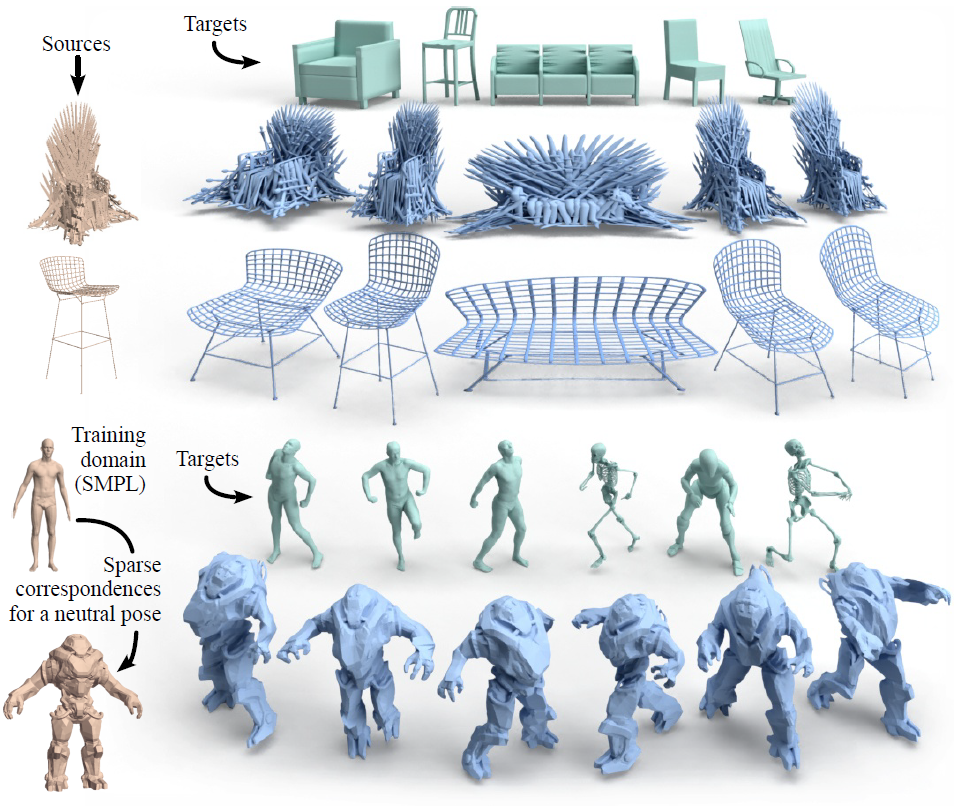 Sources
Targets
Training
domain
(SMPL)
Targets
Sparse
correspondences
for a neutral pose